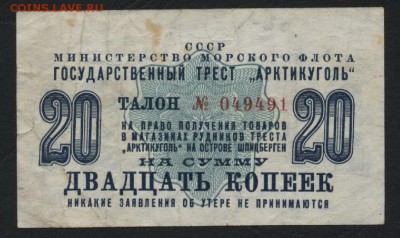 COINS.LAVE.RU
СССР
МИНИСТЕРСТВО МОРСКОГО ФЛОТА
ГОСУДАРСТВЕННЫЙ ТРЕСТ „АРКТИКУГОЛЬ"
20 ТАЛОН № 049491 20
НА ПРАВО ПОЛУЧЕНИЯ ТОВАРОВ
В МАГАЗИНАХ РУДНИКОВ ТРЕСТА
„АРКТИКУГОЛЬ" НА ОСТРОВЕ ШПИЦБЕРГЕН
НА СУММУ
ДВАДЦАТЬ КОПЕЕК
НИКАКИЕ ЗАЯВЛЕНИЯ ОБ УТЕРЕ НЕ ПРИНИМАЮТСЯ